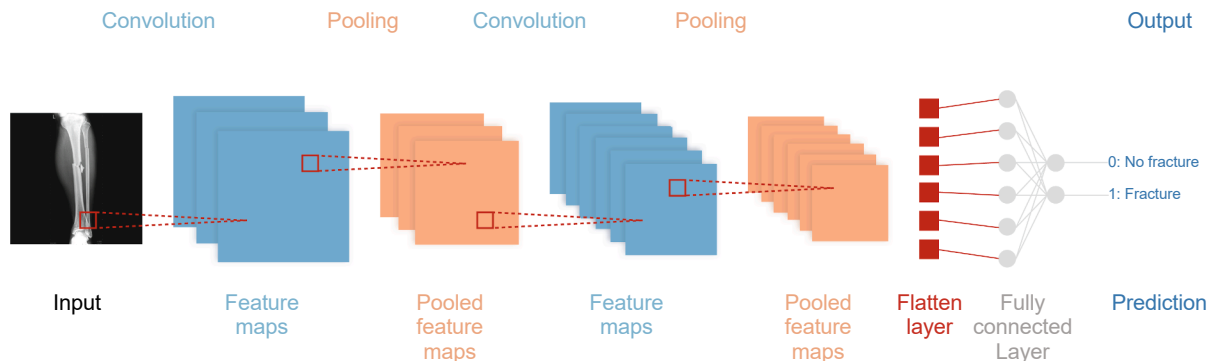 Convolution
Pooling
Convolution
Pooling
Output
0: No fracture
1: Fracture
Input
Feature
maps
Pooled
feature
maps
Feature
maps
Pooled
feature
maps
Flatten
layer
Fully
connected
Layer
Prediction